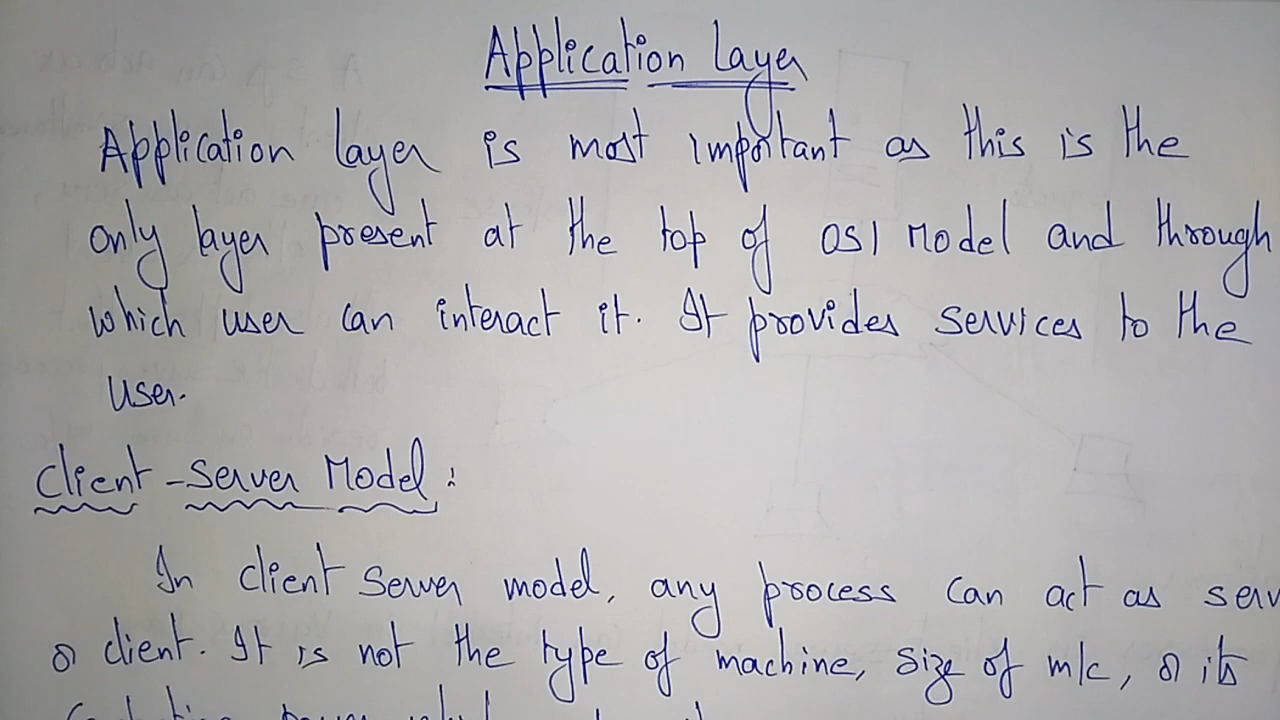 Application Layer
Application layer is most important as this is the
only layer present at the top of OSI Model and through
which user can interact it. It provides services to the
user.
Client-Server Model:
In client server model, any process can act as serv
or client. It is not the type of machine, size of m/c, or its